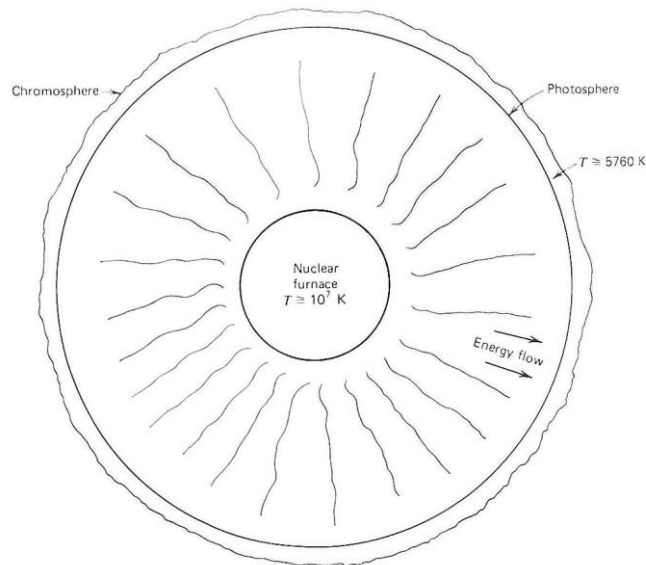 Chromosphere
Photosphere
T ≅ 5760 K
Nuclear
furnace
T ≅ 10⁷ K
Energy flow